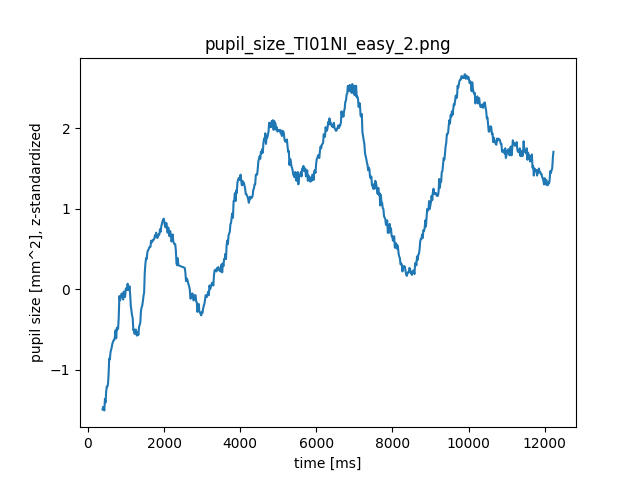 pupil_size_TI01NI_easy_2.png
pupil size [mm^2], z-standardized
2
1
0
−1
0 2000 4000 6000 8000 10000 12000
time [ms]